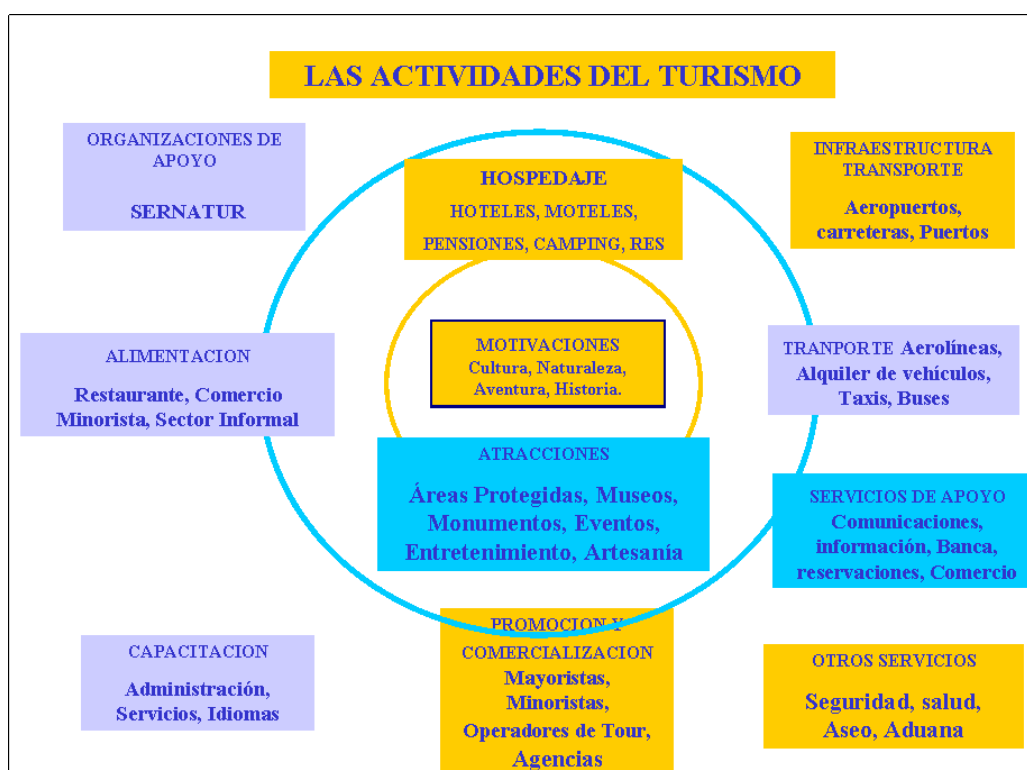 LAS ACTIVIDADES DEL TURISMO
ORGANIZACIONES DE
APOYO
SERNATUR
HOSPEDAJE
HOTELES, MOTELES,
PENSIONES, CAMPING, RES
INFRAESTRUCTURA
TRANSPORTE
Aeropuertos,
carreteras, Puertos
ALIMENTACION
Restaurante, Comercio
Minorista, Sector Informal
MOTIVACIONES
Cultura, Naturaleza,
Aventura, Historia.
TRANPORTE Aerolíneas,
Alquiler de vehículos,
Taxis, Buses
ATRACCIONES
Áreas Protegidas, Museos,
Monumentos, Eventos,
Entretenimiento, Artesanía
SERVICIOS DE APOYO
Comunicaciones,
información, Banca,
reservaciones, Comercio
CAPACITACION
Administración,
Servicios, Idiomas
PROMOCION Y
COMERCIALIZACION
Mayoristas,
Minoristas,
Operadores de Tour,
Agencias
OTROS SERVICIOS
Seguridad, salud,
Aseo, Aduana